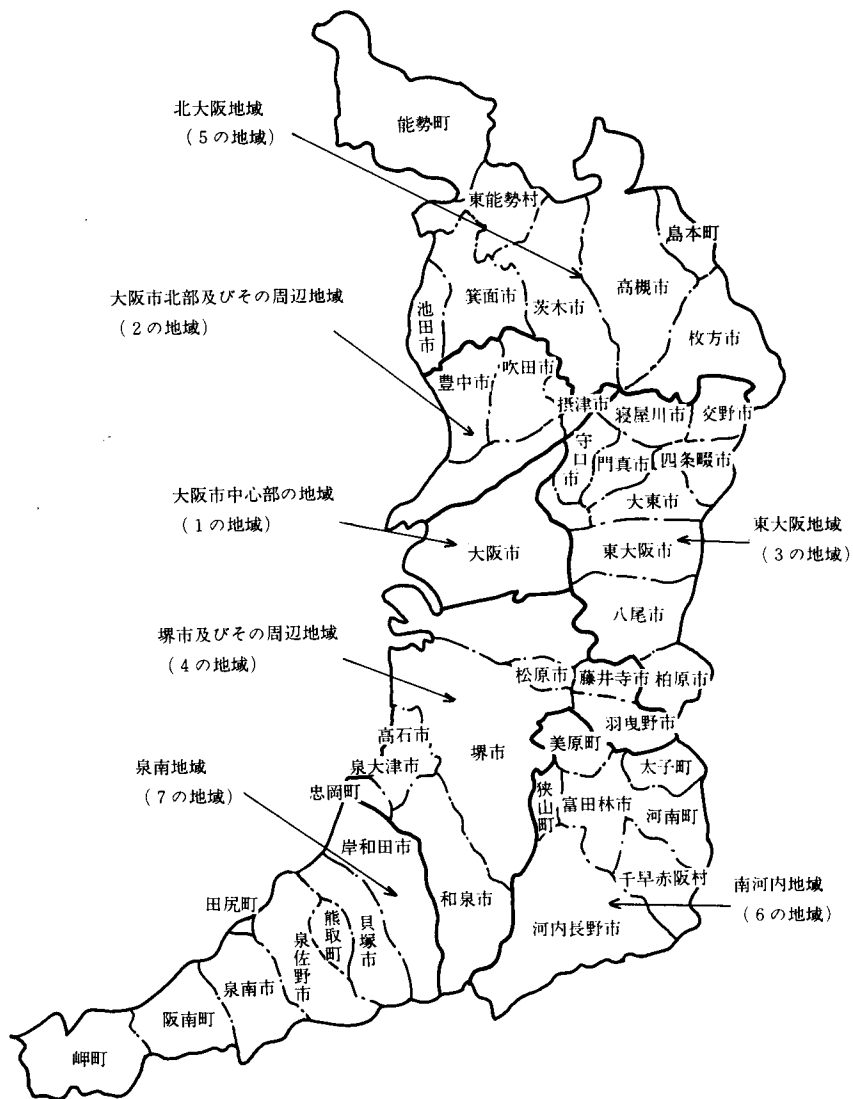 能勢町
北大阪地域
(5の地域)
東能勢村
島本町
高槻市
箕面市
茨木市
池田市
枚方市
大阪市北部及びその周辺地域
(2の地域)
豊中市
吹田市
摂津市
寝屋川市
交野市
守口市
門真市
四条畷市
大東市
大阪市中心部の地域
(1の地域)
大阪市
東大阪市
東大阪地域
(3の地域)
八尾市
堺市及びその周辺地域
(4の地域)
松原市
藤井寺市
柏原市
羽曳野市
高石市
堺市
美原町
太子町
泉大津市
泉南地域
(7の地域)
忠岡町
狭山町
富田林市
河南町
岸和田市
千早赤阪村
南河内地域
(6の地域)
和泉市
河内長野市
田尻町
熊取町
貝塚市
泉佐野市
泉南市
阪南町
岬町